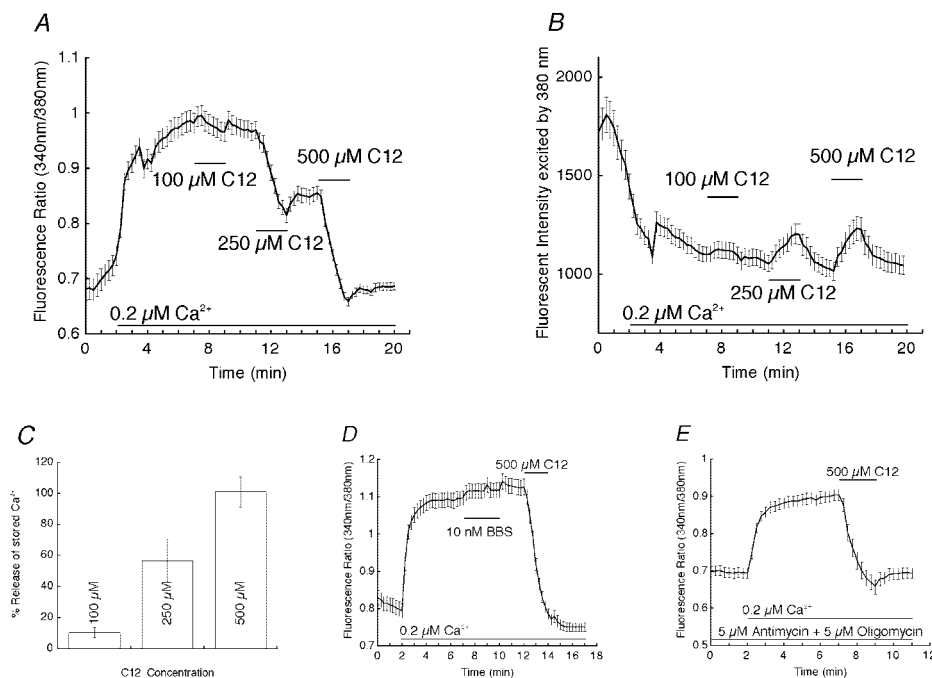 A
Fluorescence Ratio (340nm/380nm)
1.1
1
0.9
0.8
0.7
0.6
100 µM C12
250 µM C12
500 µM C12
0.2 µM Ca²⁺
0 4 8 12 16 20
Time (min)
B
Fluorescent Intensity excited by 380 nm
2000
1500
1000
100 µM C12
250 µM C12
500 µM C12
0.2 µM Ca²⁺
0 4 8 12 16 20
Time (min)
C
% Release of stored Ca²⁺
120
100
80
60
40
20
0
100 µM
250 µM
500 µM
C12 Concentration
D
Fluorescence Ratio (340nm/380nm)
1.2
1.1
1
0.9
0.8
0.7
500 µM C12
10 nM BBS
0.2 µM Ca²⁺
0 2 4 6 8 10 12 14 16 18
Time (min)
E
Fluorescence Ratio (340nm/380nm)
1.1
1
0.9
0.8
0.7
0.6
0.5
500 µM C12
0.2 µM Ca²⁺
5 µM Antimycin + 5 µM Oligomycin
0 2 4 6 8 10 12
Time (min)